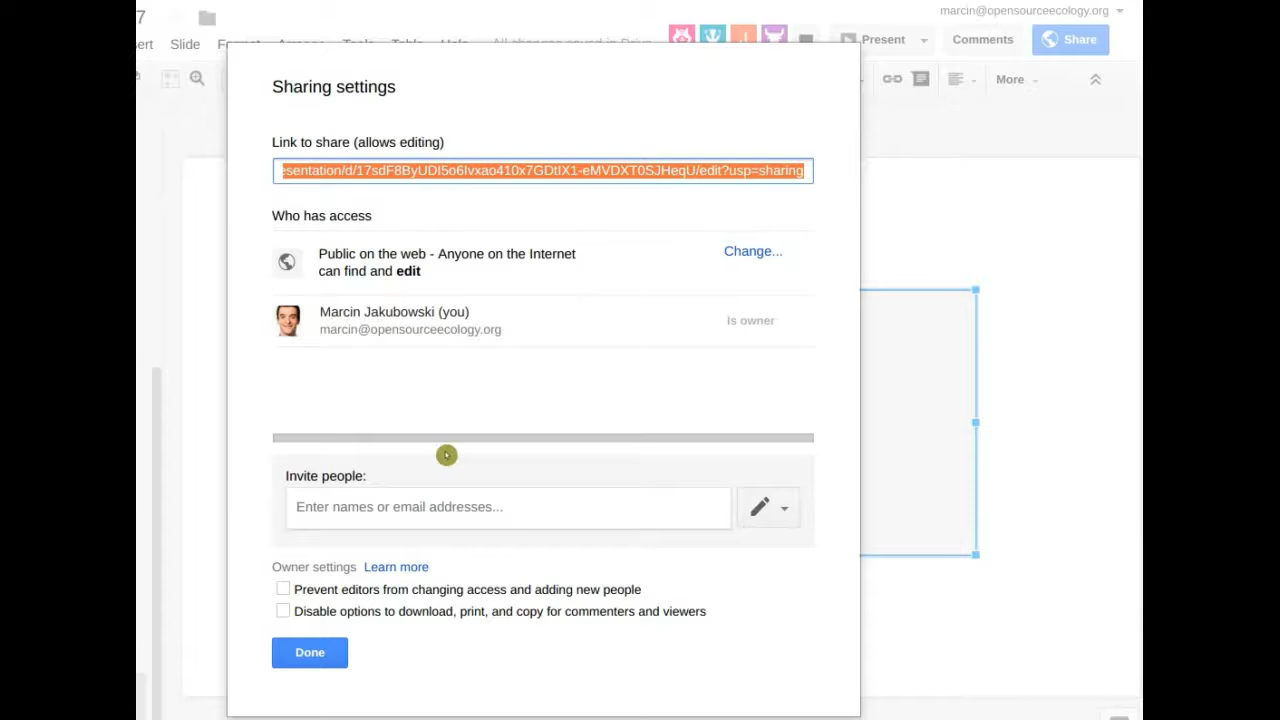 7
marcin@opensourceecology.org
Slide
Present
Comments
Share
More
Sharing settings
Link to share (allows editing)
esentation/d/17sdF8ByUDI5o6Ivxao410x7GDtIX1-eMVDXT0SJHeqU/edit?usp=sharing
Who has access
Public on the web - Anyone on the Internet
can find and edit
Change...
Marcin Jakubowski (you)
marcin@opensourceecology.org
Is owner
Invite people:
Enter names or email addresses...
Owner settings Learn more
Prevent editors from changing access and adding new people
Disable options to download, print, and copy for commenters and viewers
Done